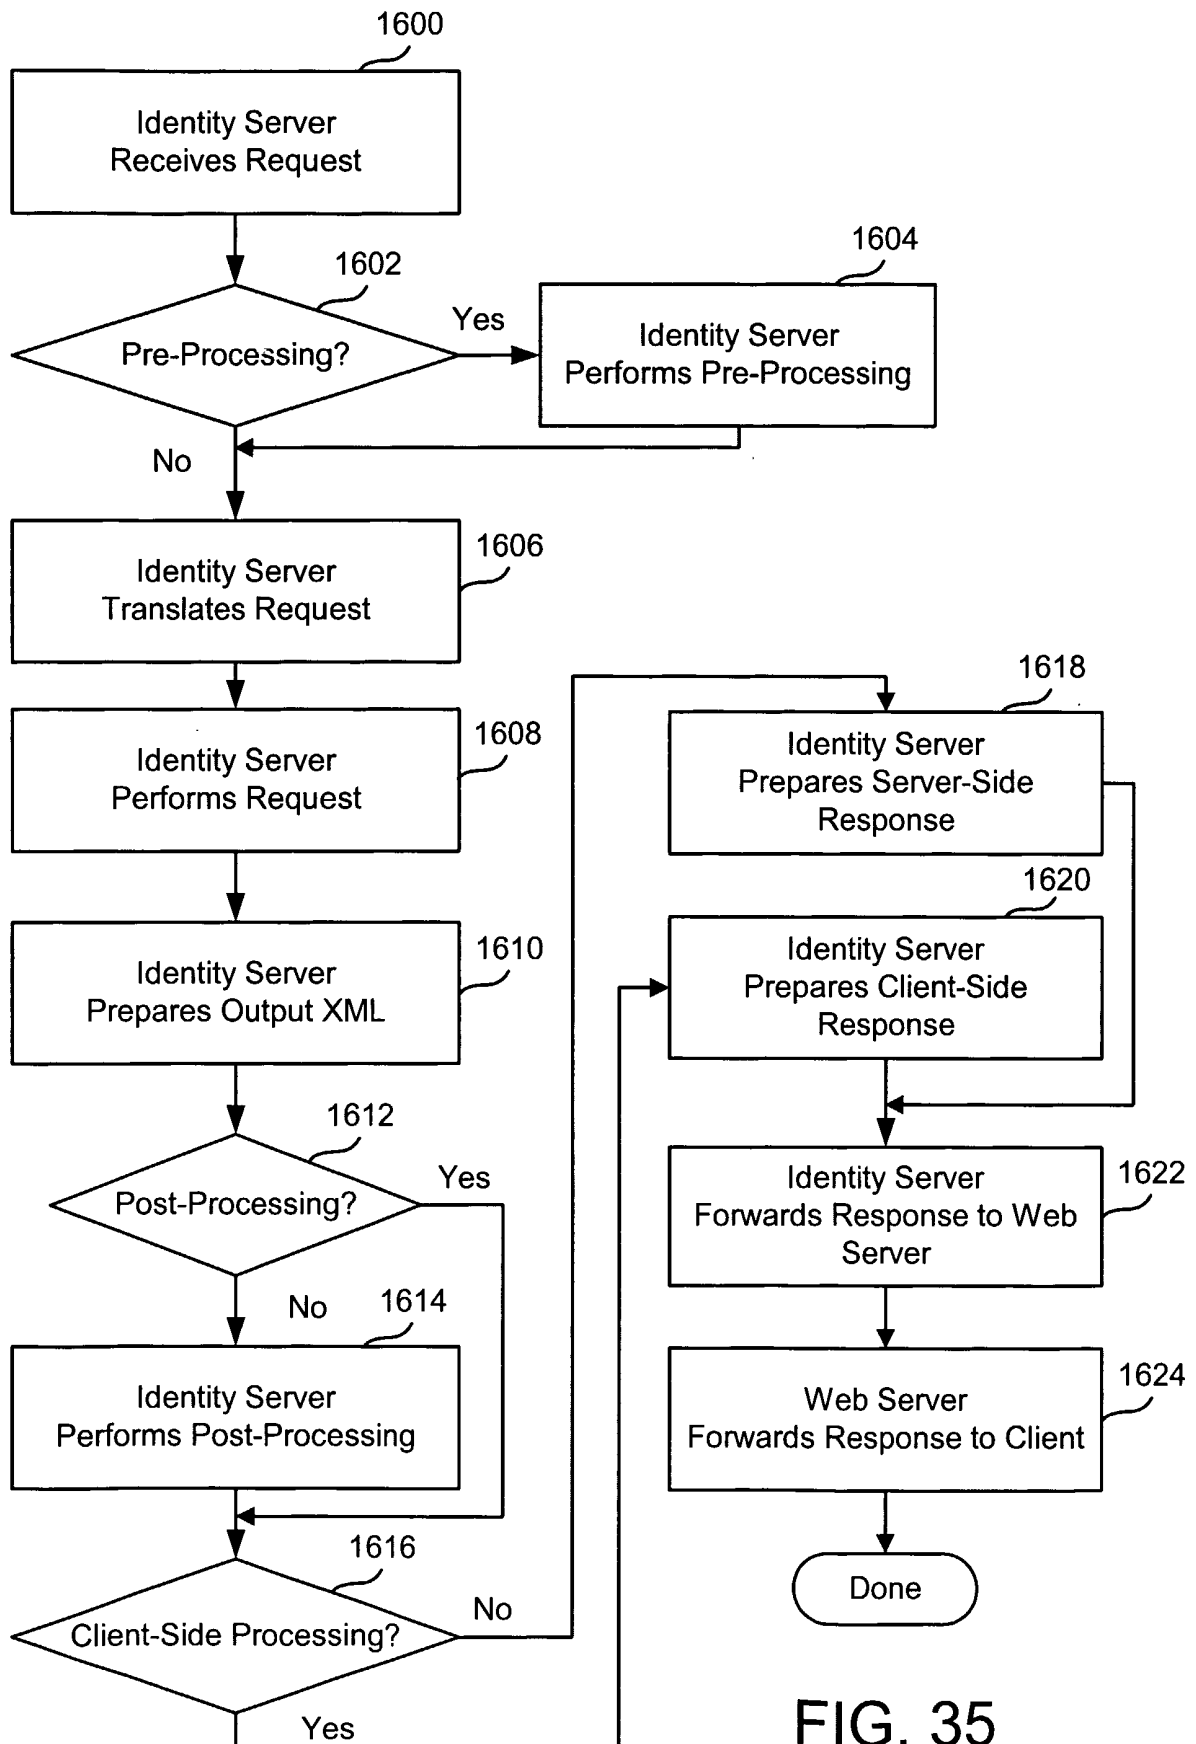 1600
Identity Server
Receives Request
1602
Pre-Processing?
Yes
1604
Identity Server
Performs Pre-Processing
No
1606
Identity Server
Translates Request
1608
Identity Server
Performs Request
1610
Identity Server
Prepares Output XML
1612
Post-Processing?
Yes
No
1614
Identity Server
Performs Post-Processing
1616
Client-Side Processing?
No
Yes
1618
Identity Server
Prepares Server-Side
Response
1620
Identity Server
Prepares Client-Side
Response
1622
Identity Server
Forwards Response to Web
Server
1624
Web Server
Forwards Response to Client
Done
FIG. 35